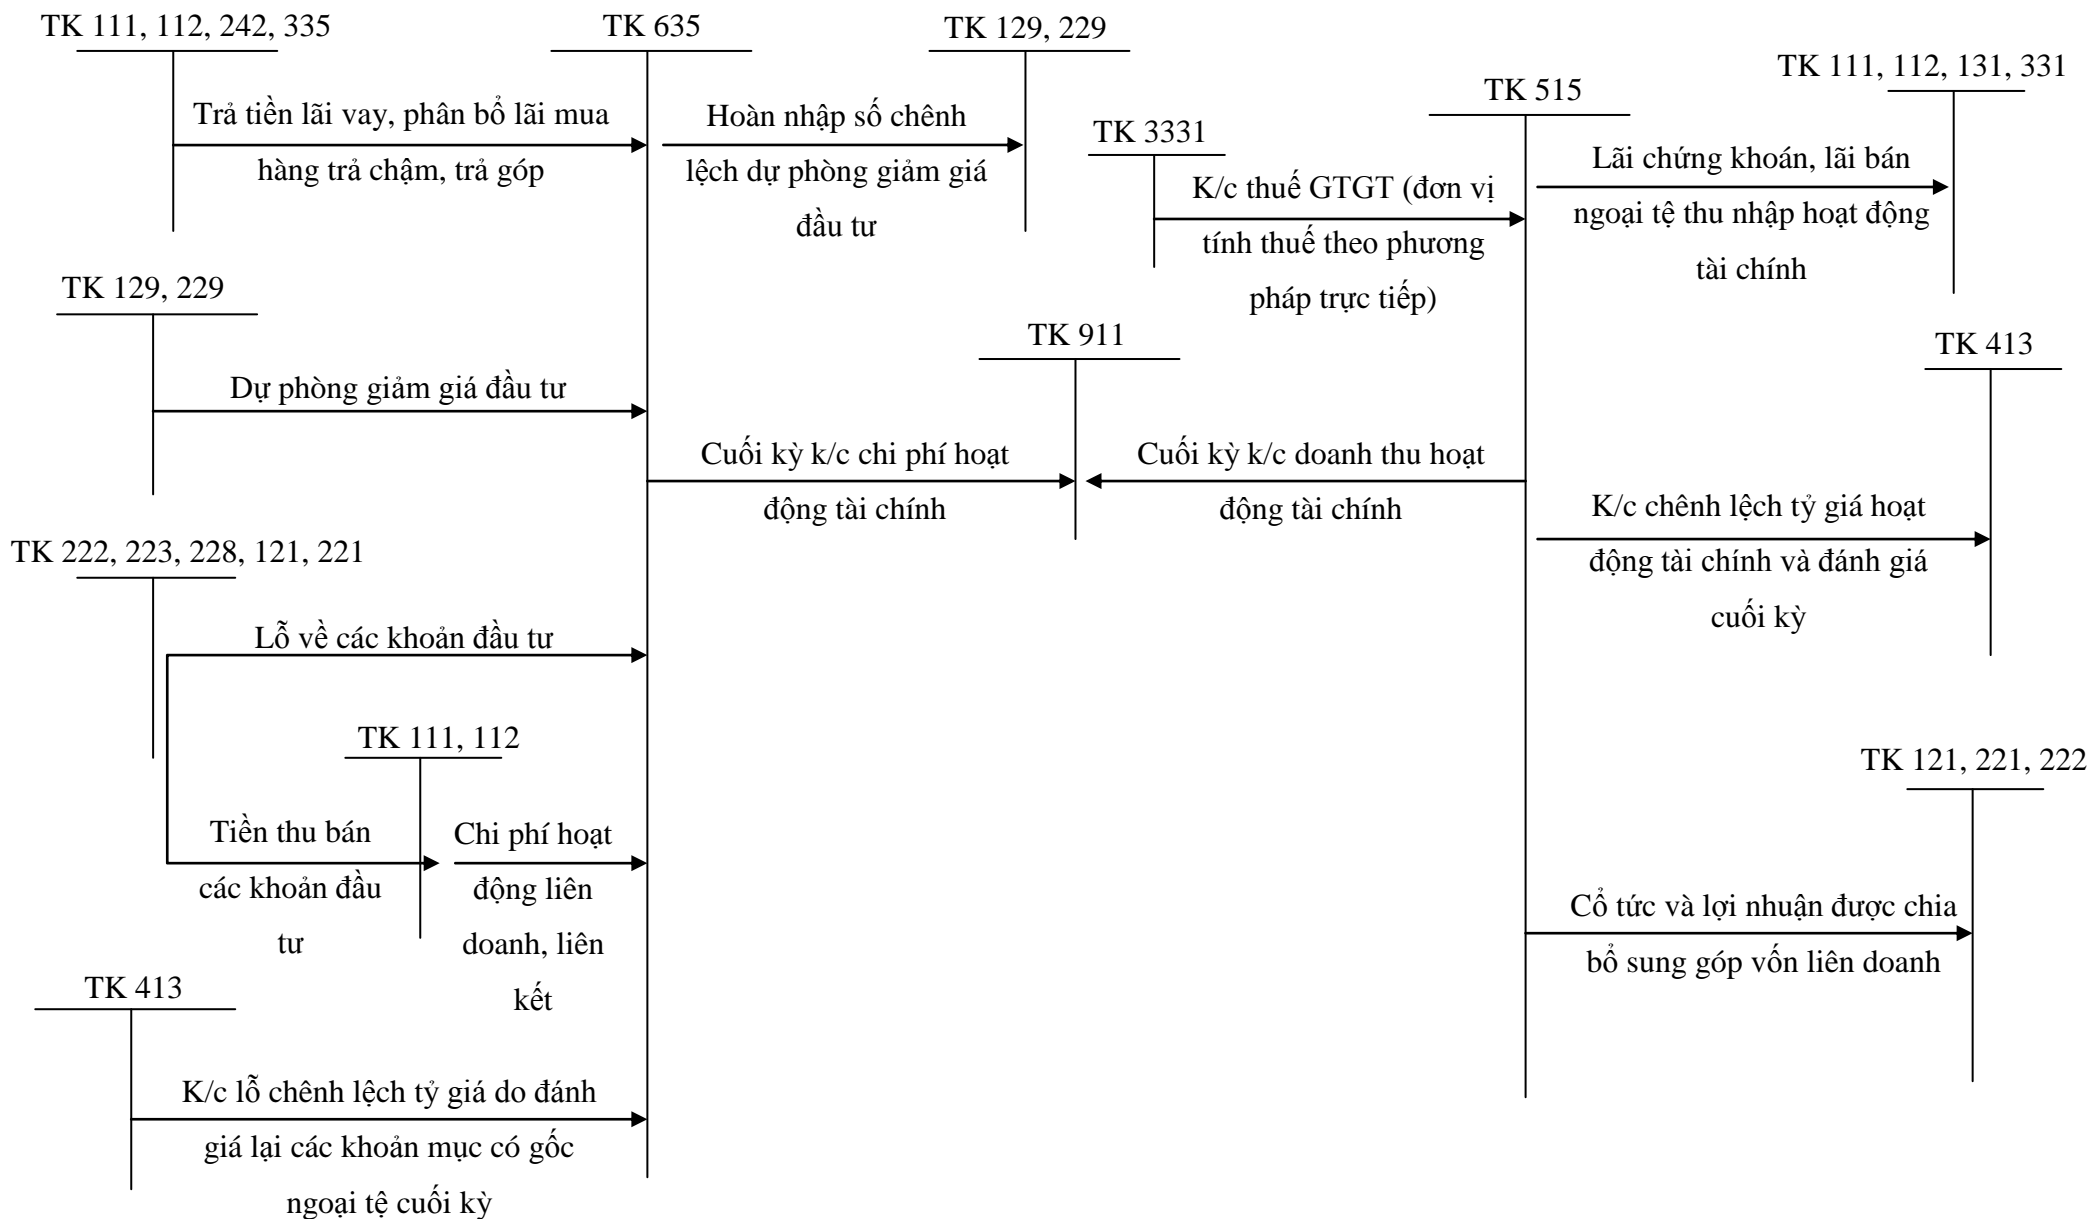 TK 111, 112, 242, 335
Trả tiền lãi vay, phân bổ lãi mua
hàng trả chậm, trả góp
TK 635
TK 129, 229
Hoàn nhập số chênh
lệch dự phòng giảm giá
đầu tư
TK 3331
K/c thuế GTGT (đơn vị
tính thuế theo phương
pháp trực tiếp)
TK 515
TK 111, 112, 131, 331
Lãi chứng khoán, lãi bán
ngoại tệ thu nhập hoạt động
tài chính
TK 129, 229
Dự phòng giảm giá đầu tư
TK 911
Cuối kỳ k/c chi phí hoạt
động tài chính
Cuối kỳ k/c doanh thu hoạt
động tài chính
TK 413
K/c chênh lệch tỷ giá hoạt
động tài chính và đánh giá
cuối kỳ
TK 222, 223, 228, 121, 221
Lỗ về các khoản đầu tư
TK 111, 112
Tiền thu bán
các khoản đầu
tư
Chi phí hoạt
động liên
doanh, liên
kết
TK 121, 221, 222
Cổ tức và lợi nhuận được chia
bổ sung góp vốn liên doanh
TK 413
K/c lỗ chênh lệch tỷ giá do đánh
giá lại các khoản mục có gốc
ngoại tệ cuối kỳ